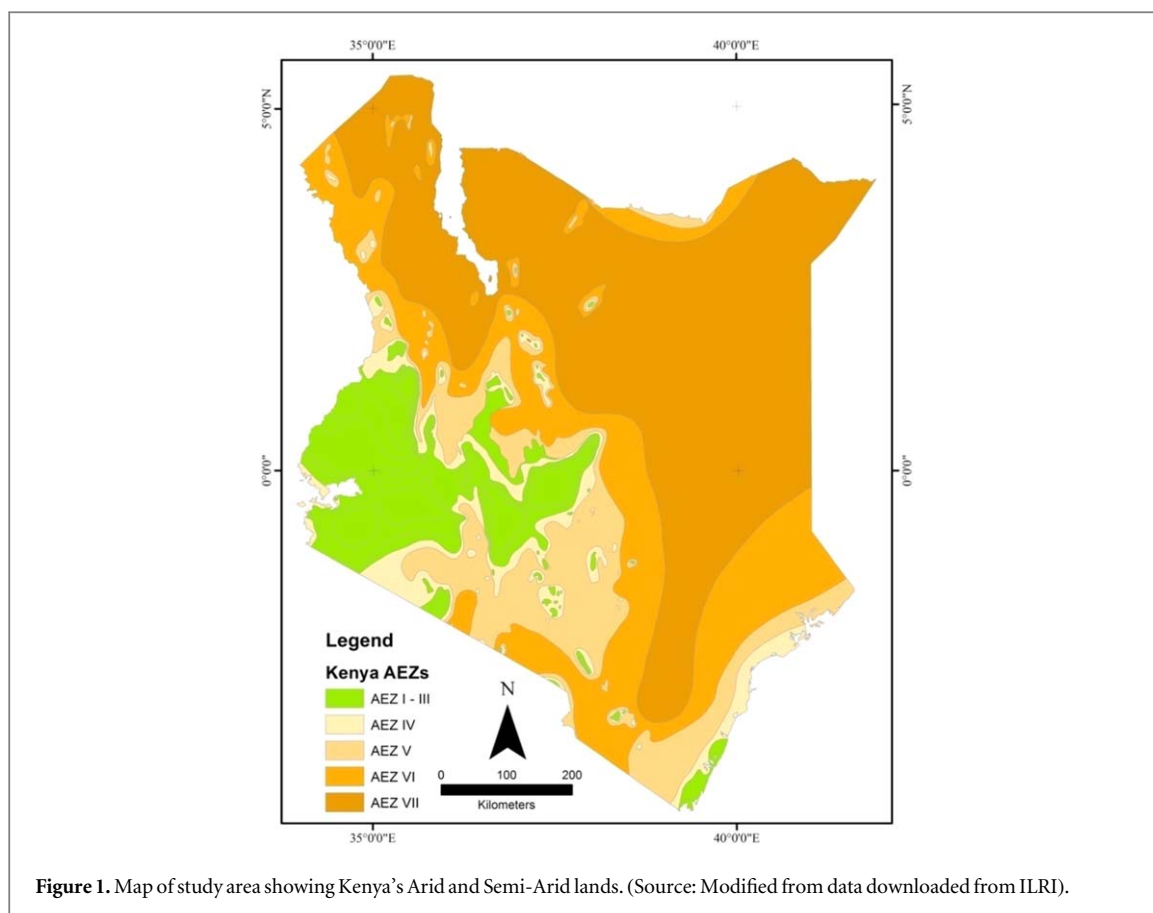 35°0'0"E 40°0'0"E
5°0'0"N 5°0'0"N
0°0'0" 0°0'0"
Legend
Kenya AEZs
AEZ I - III
AEZ IV
AEZ V
AEZ VI
AEZ VII
N
0 100 200
Kilometers
35°0'0"E 40°0'0"E
Figure 1. Map of study area showing Kenya's Arid and Semi-Arid lands. (Source: Modified from data downloaded from ILRI).